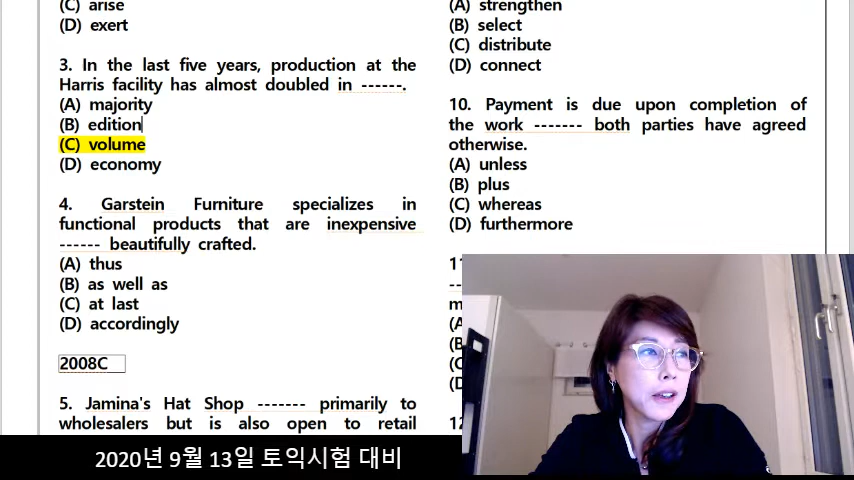 (C) arise
(D) exert
3. In the last five years, production at the
Harris facility has almost doubled in ------.
(A) majority
(B) edition
(C) volume
(D) economy
4. Garstein Furniture specializes in
functional products that are inexpensive
------ beautifully crafted.
(A) thus
(B) as well as
(C) at last
(D) accordingly
2008C
5. Jamina's Hat Shop ------- primarily to
wholesalers but is also open to retail
(A) strengthen
(B) select
(C) distribute
(D) connect
10. Payment is due upon completion of
the work ------- both parties have agreed
otherwise.
(A) unless
(B) plus
(C) whereas
(D) furthermore
2020년 9월 13일 토익시험 대비